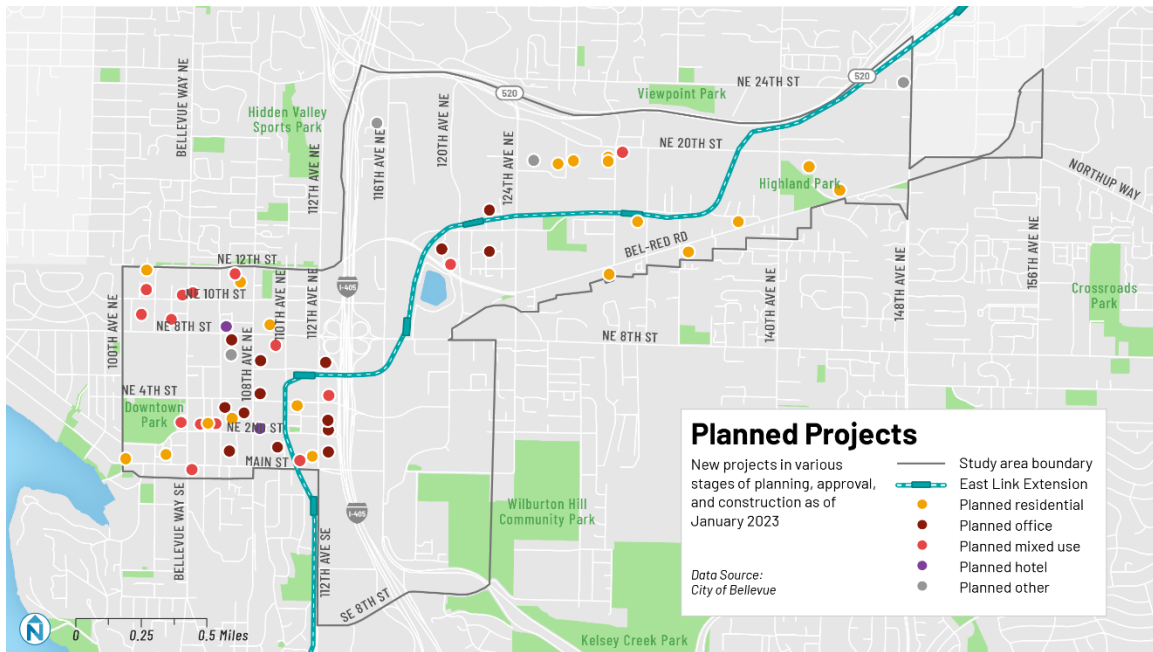 NE 24TH ST
520
520
Viewpoint Park
BELLEVUE WAY NE
Hidden Valley
Sports Park
112TH AVE NE
116TH AVE NE
120TH AVE NE
124TH AVE NE
NE 20TH ST
Highland Park
NORTHUP WAY
BEL-RED RD
148TH AVE NE
156TH AVE NE
140TH AVE NE
Crossroads
Park
NE 12TH ST
NE 10TH ST
110TH AVE NE
112TH AVE NE
I-405
100TH AVE NE
NE 8TH ST
NE 8TH ST
108TH AVE NE
NE 4TH ST
Downtown
Park
NE 2ND ST
MAIN ST
Wilburton Hill
Community Park
I-405
BELLEVUE WAY SE
112TH AVE SE
SE 8TH ST
Kelsey Creek Park
N
0 0.25 0.5 Miles
Planned Projects
New projects in various
stages of planning, approval,
and construction as of
January 2023
Data Source:
City of Bellevue
Study area boundary
East Link Extension
Planned residential
Planned office
Planned mixed use
Planned hotel
Planned other